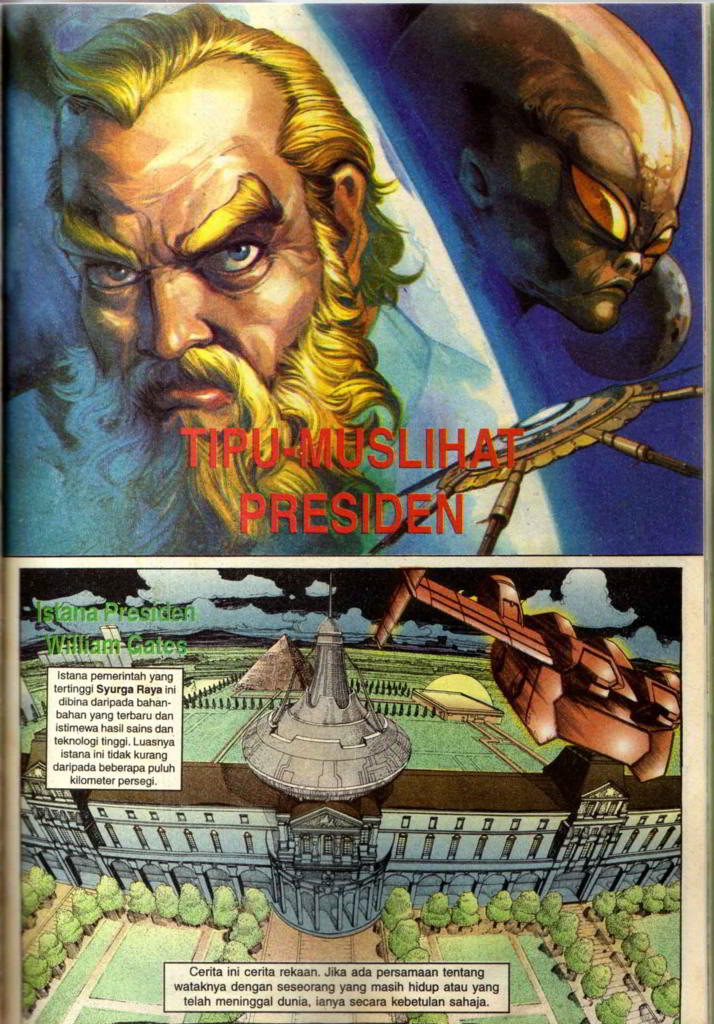 TIPU-MUSLIHAT
PRESIDEN
Istana Presiden
William Gates
Istana pemerintah yang
tertinggi Syurga Raya ini
dibina daripada bahan-
bahan yang terbaru dan
istimewa hasil sains dan
teknologi tinggi. Luasnya
istana ini tidak kurang
daripada beberapa puluh
kilometer persegi.
Cerita ini cerita rekaan. Jika ada persamaan tentang
wataknya dengan seseorang yang masih hidup atau yang
telah meninggal dunia, ianya secara kebetulan sahaja.